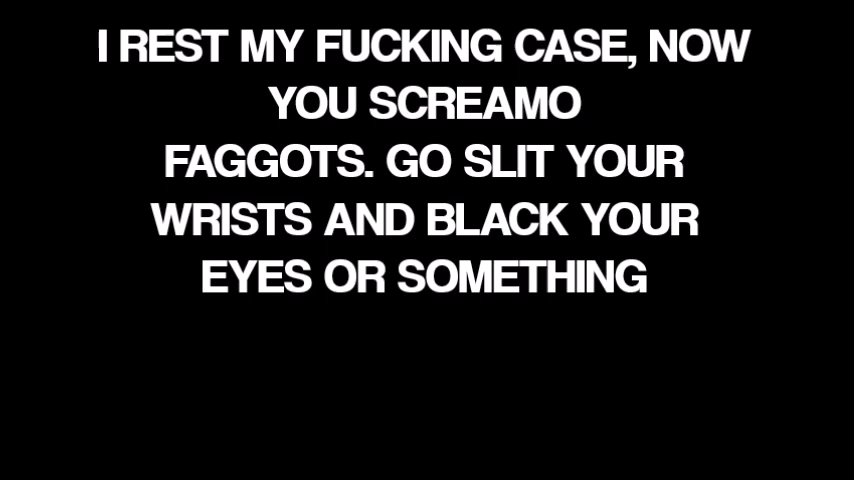 I REST MY FUCKING CASE, NOW
YOU SCREAMO
FAGGOTS. GO SLIT YOUR
WRISTS AND BLACK YOUR
EYES OR SOMETHING